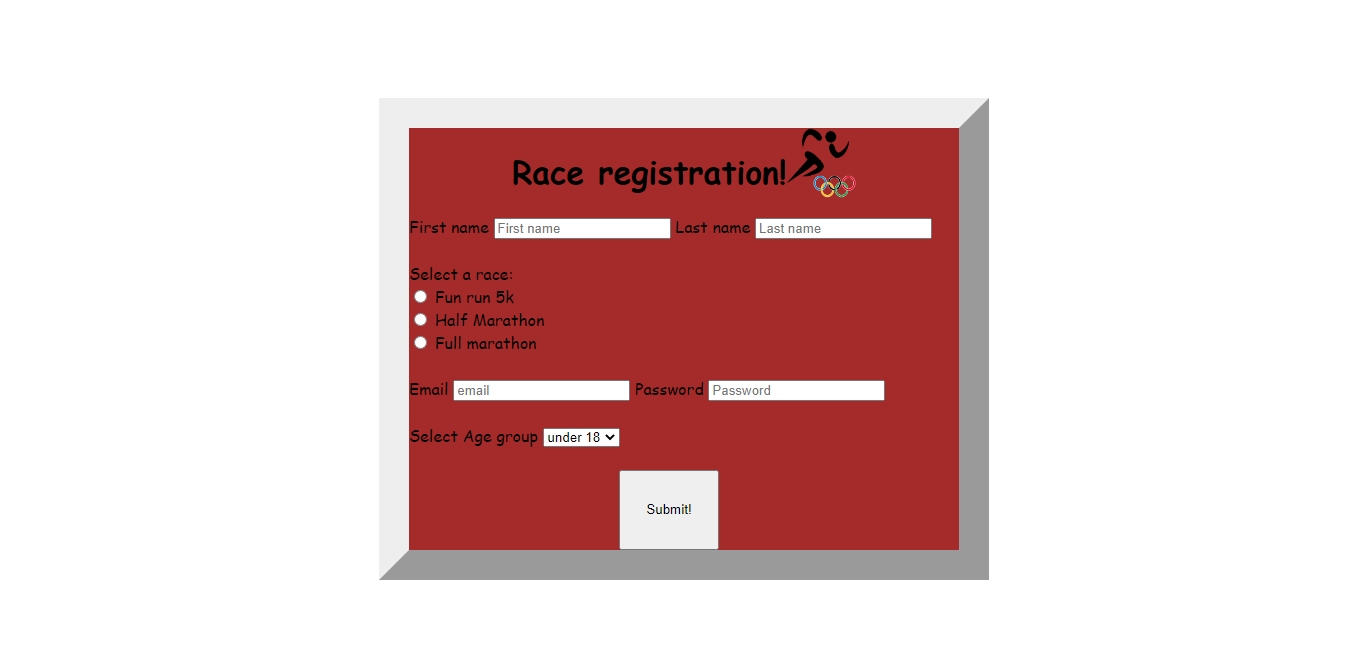 Race registration!
First name First name Last name Last name
Select a race:
Fun run 5k
Half Marathon
Full marathon
Email email Password Password
Select Age group under 18
Submit!